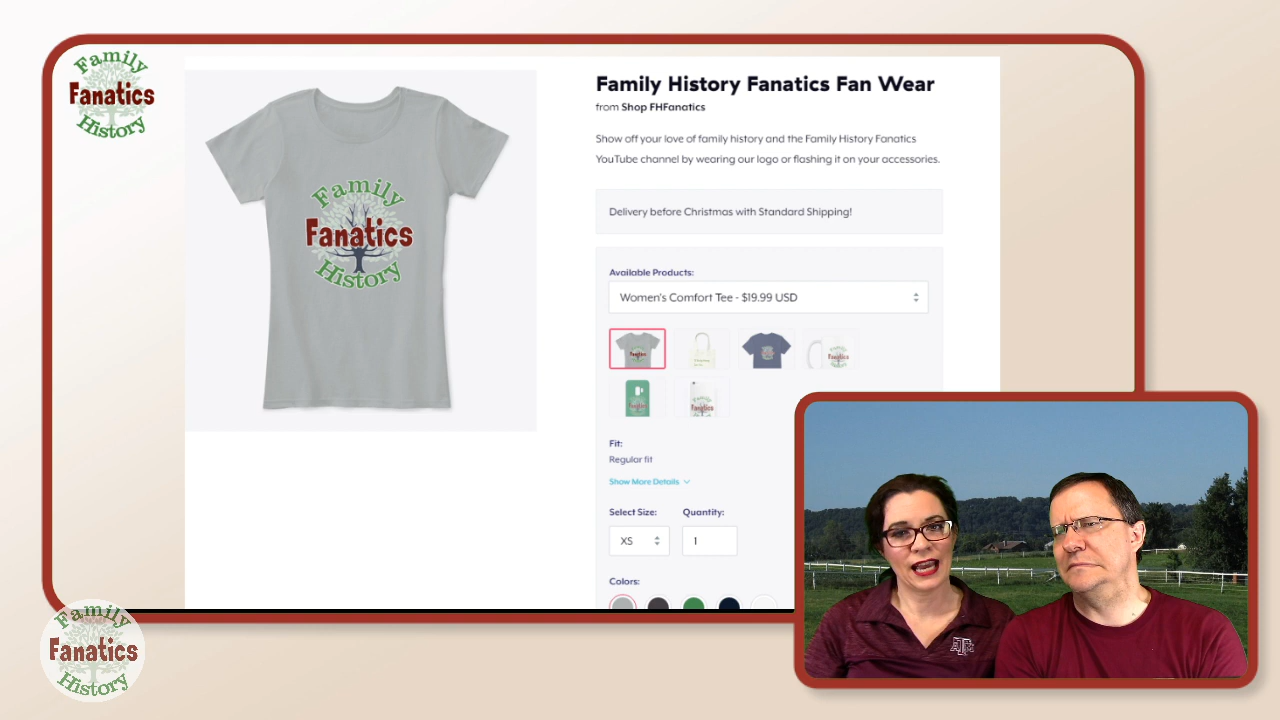 Family
Fanatics
History
Family
Fanatics
History
Family History Fanatics Fan Wear
from Shop FHFanatics
Show off your love of family history and the Family History Fanatics
YouTube channel by wearing our logo or flashing it on your accessories.
Delivery before Christmas with Standard Shipping!
Available Products:
Women's Comfort Tee - $19.99 USD
Fanatics
Fit:
Regular fit
Show More Details
Select Size: Quantity:
XS 1
Colors:
ATM
Family
Fanatics
History